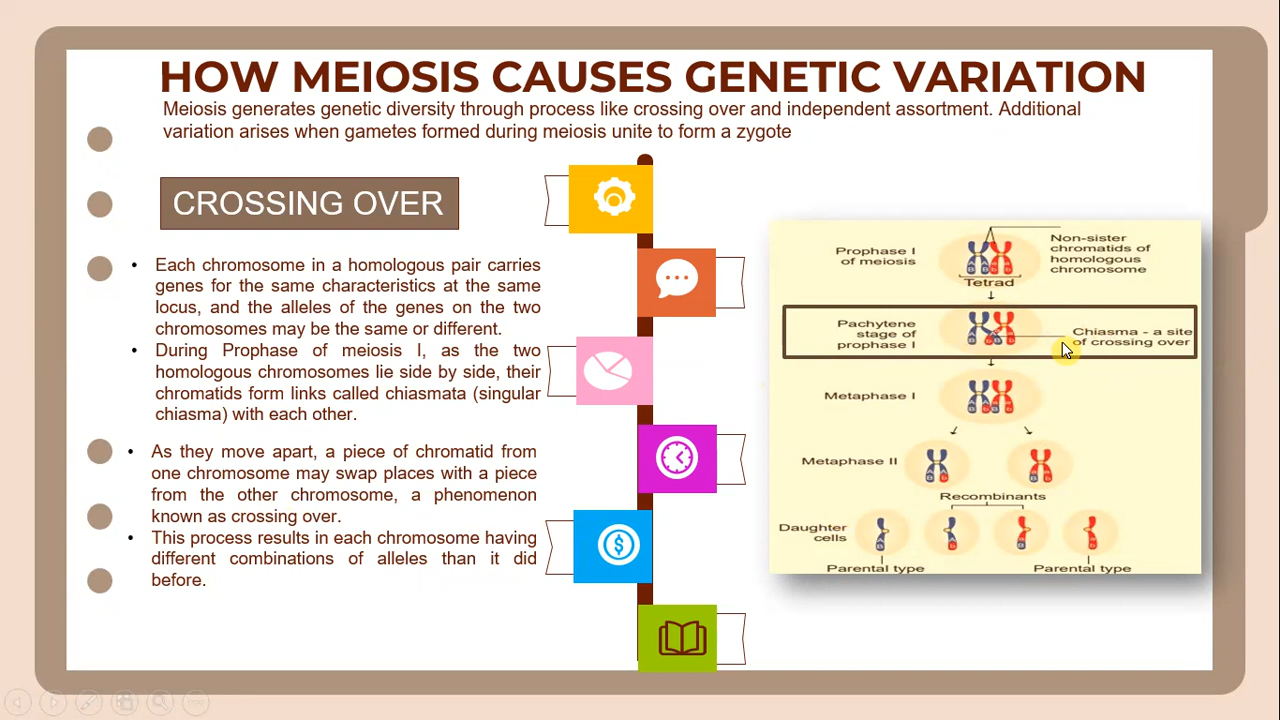 HOW MEIOSIS CAUSES GENETIC VARIATION
Meiosis generates genetic diversity through process like crossing over and independent assortment. Additional
variation arises when gametes formed during meiosis unite to form a zygote
CROSSING OVER
• Each chromosome in a homologous pair carries
genes for the same characteristics at the same
locus, and the alleles of the genes on the two
chromosomes may be the same or different.
• During Prophase of meiosis I, as the two
homologous chromosomes lie side by side, their
chromatids form links called chiasmata (singular
chiasma) with each other.
• As they move apart, a piece of chromatid from
one chromosome may swap places with a piece
from the other chromosome, a phenomenon
known as crossing over.
• This process results in each chromosome having
different combinations of alleles than it did
before.
Prophase I
of meiosis
Non-sister
chromatids of
homologous
chromosome
Tetrad
Pachytene
stage of
prophase I
Chiasma - a site
of crossing over
Metaphase I
Metaphase II
Recombinants
Daughter
cells
Parental type
Parental type